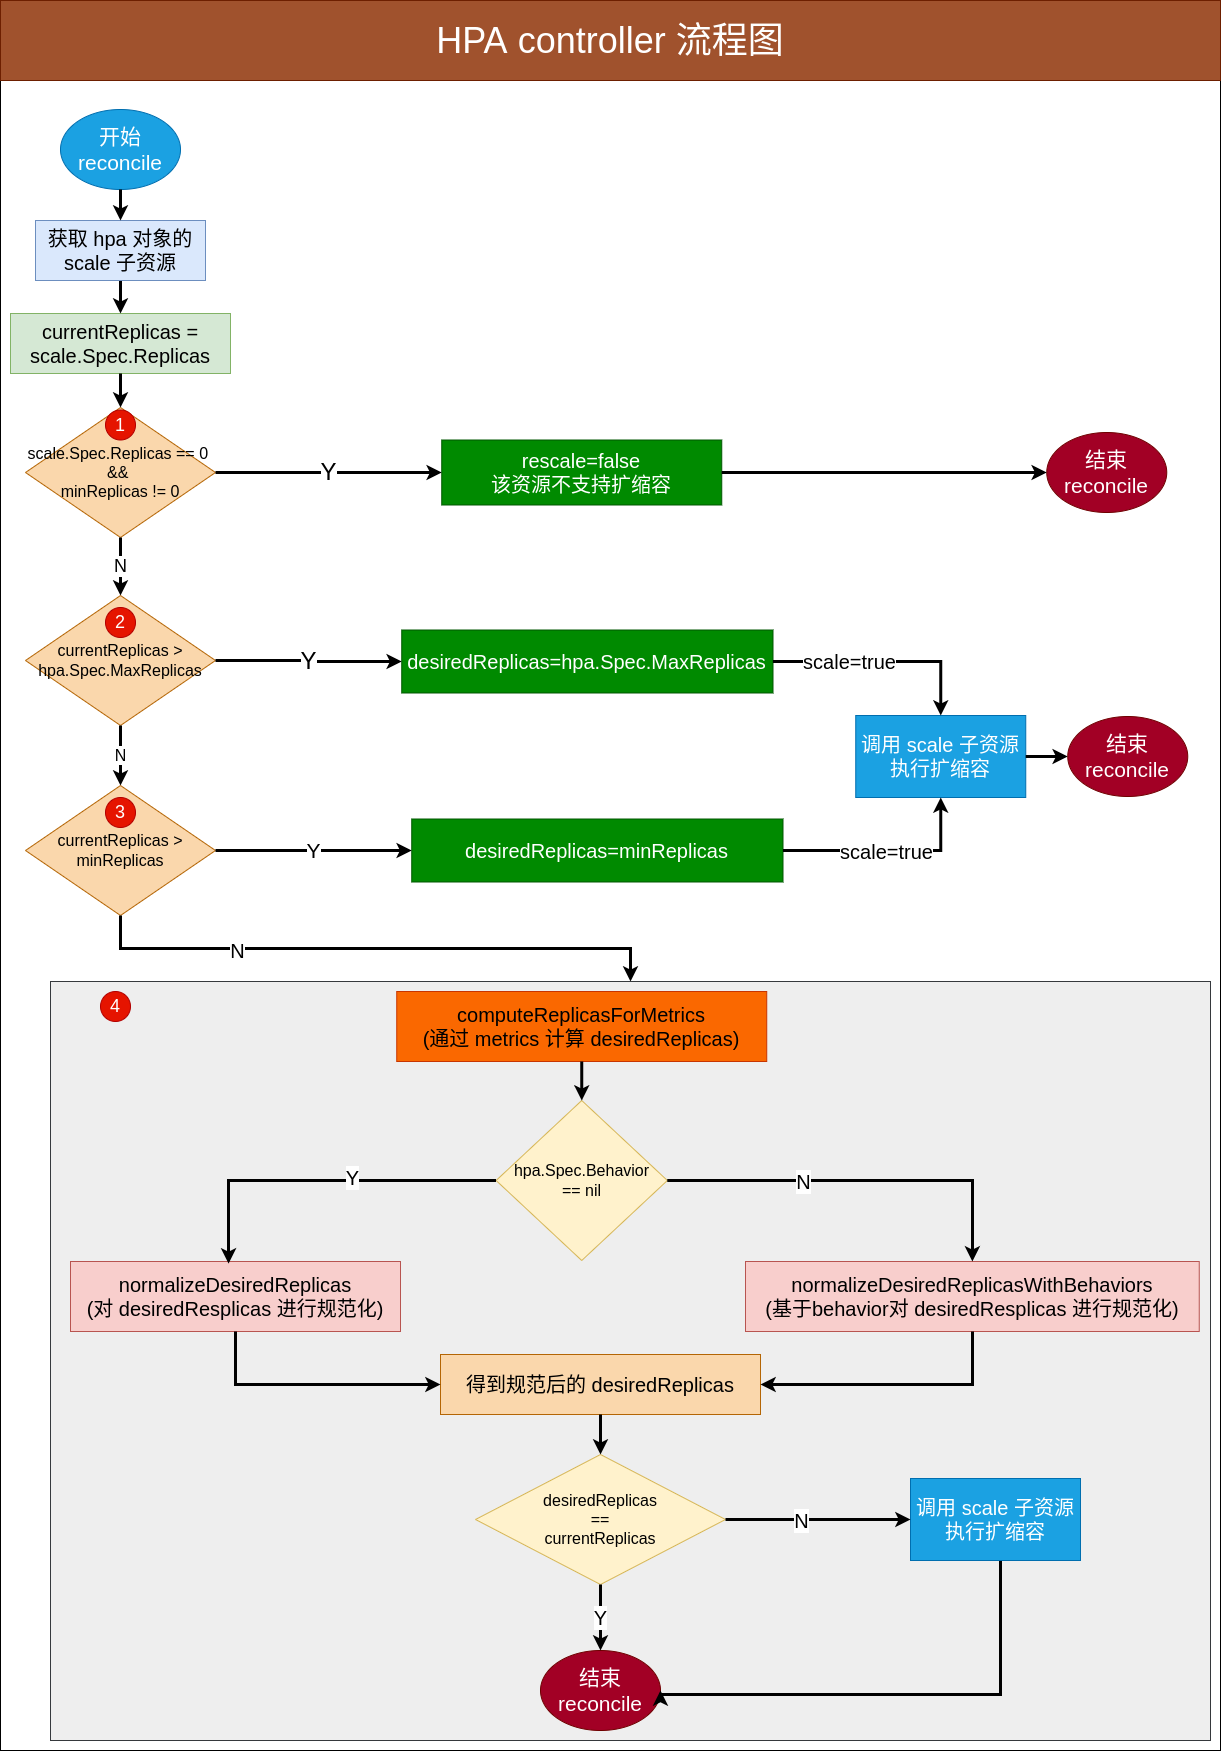 HPA controller 流程图
开始
reconcile
获取 hpa 对象的
scale 子资源
currentReplicas =
scale.Spec.Replicas
1
scale.Spec.Replicas == 0
&&
minReplicas != 0
Y
rescale=false
该资源不支持扩缩容
结束
reconcile
N
2
currentReplicas >
hpa.Spec.MaxReplicas
Y
desiredReplicas=hpa.Spec.MaxReplicas
scale=true
调用 scale 子资源
执行扩缩容
结束
reconcile
N
3
currentReplicas >
minReplicas
Y
desiredReplicas=minReplicas
scale=true
N
4
computeReplicasForMetrics
(通过 metrics 计算 desiredReplicas)
hpa.Spec.Behavior
== nil
Y
N
normalizeDesiredReplicas
(对 desiredResplicas 进行规范化)
normalizeDesiredReplicasWithBehaviors
(基于behavior对 desiredResplicas 进行规范化)
得到规范后的 desiredReplicas
desiredReplicas
==
currentReplicas
N
调用 scale 子资源
执行扩缩容
Y
结束
reconcile